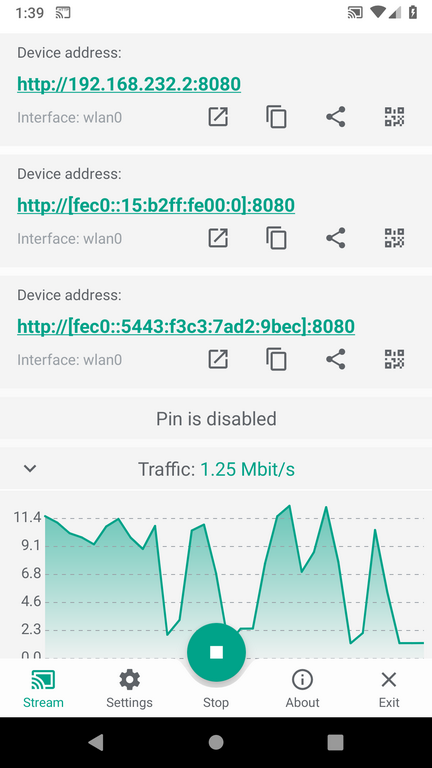 1:39
Device address:
http://192.168.232.2:8080
Interface: wlan0
Device address:
http://[fec0::15:b2ff:fe00:0]:8080
Interface: wlan0
Device address:
http://[fec0::5443:f3c3:7ad2:9bec]:8080
Interface: wlan0
Pin is disabled
Traffic: 1.25 Mbit/s
11.4
9.1
6.8
4.6
2.3
0.0
Stream
Settings
Stop
About
Exit